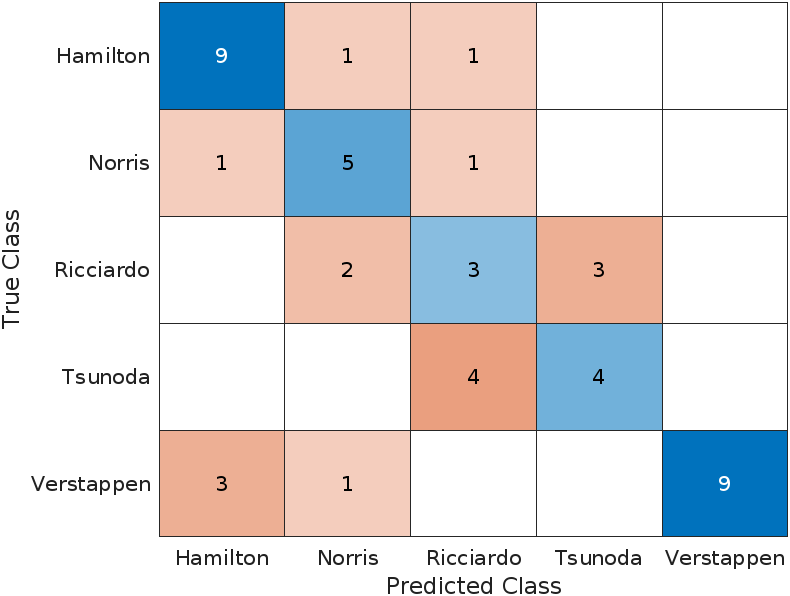 Hamilton 9 1 1
Norris 1 5 1
Ricciardo 2 3 3
Tsunoda 4 4
Verstappen 3 1 9
True Class
Hamilton Norris Ricciardo Tsunoda Verstappen
Predicted Class